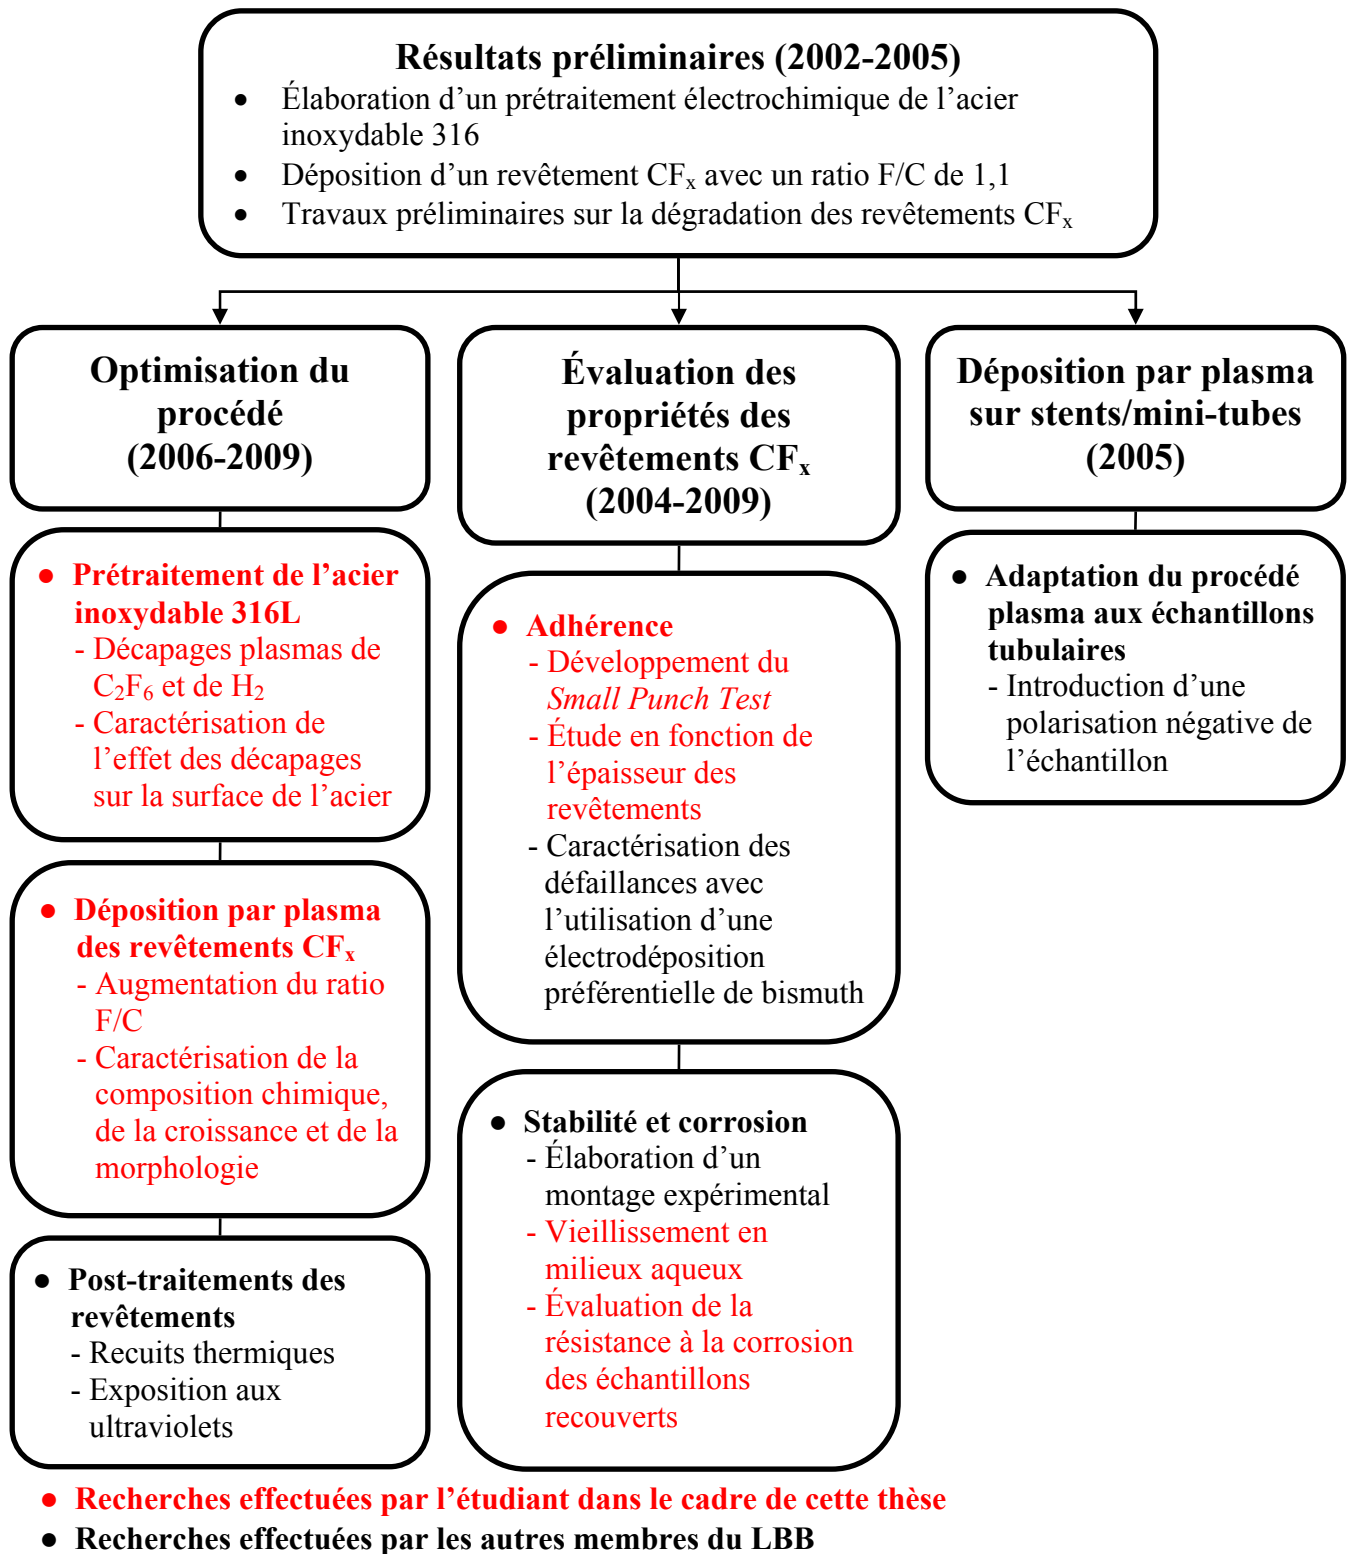 Résultats préliminaires (2002-2005)
• Élaboration d’un prétraitement électrochimique de l’acier
inoxydable 316
• Déposition d’un revêtement CFₓ avec un ratio F/C de 1,1
• Travaux préliminaires sur la dégradation des revêtements CFₓ
Optimisation du
procédé
(2006-2009)
● Prétraitement de l’acier
inoxydable 316L
- Décapages plasmas de
C₂F₆ et de H₂
- Caractérisation de
l’effet des décapages
sur la surface de l’acier
● Déposition par plasma
des revêtements CFₓ
- Augmentation du ratio
F/C
- Caractérisation de la
composition chimique,
de la croissance et de la
morphologie
● Post-traitements des
revêtements
- Recuits thermiques
- Exposition aux
ultraviolets
Évaluation des
propriétés des
revêtements CFₓ
(2004-2009)
● Adhérence
- Développement du
Small Punch Test
- Étude en fonction de
l’épaisseur des
revêtements
- Caractérisation des
défaillances avec
l’utilisation d’une
électrodéposition
préférentielle de bismuth
● Stabilité et corrosion
- Élaboration d’un
montage expérimental
- Vieillissement en
milieux aqueux
- Évaluation de la
résistance à la corrosion
des échantillons
recouverts
Déposition par plasma
sur stents/mini-tubes
(2005)
● Adaptation du procédé
plasma aux échantillons
tubulaires
- Introduction d’une
polarisation négative de
l’échantillon
● Recherches effectuées par l’étudiant dans le cadre de cette thèse
● Recherches effectuées par les autres membres du LBB